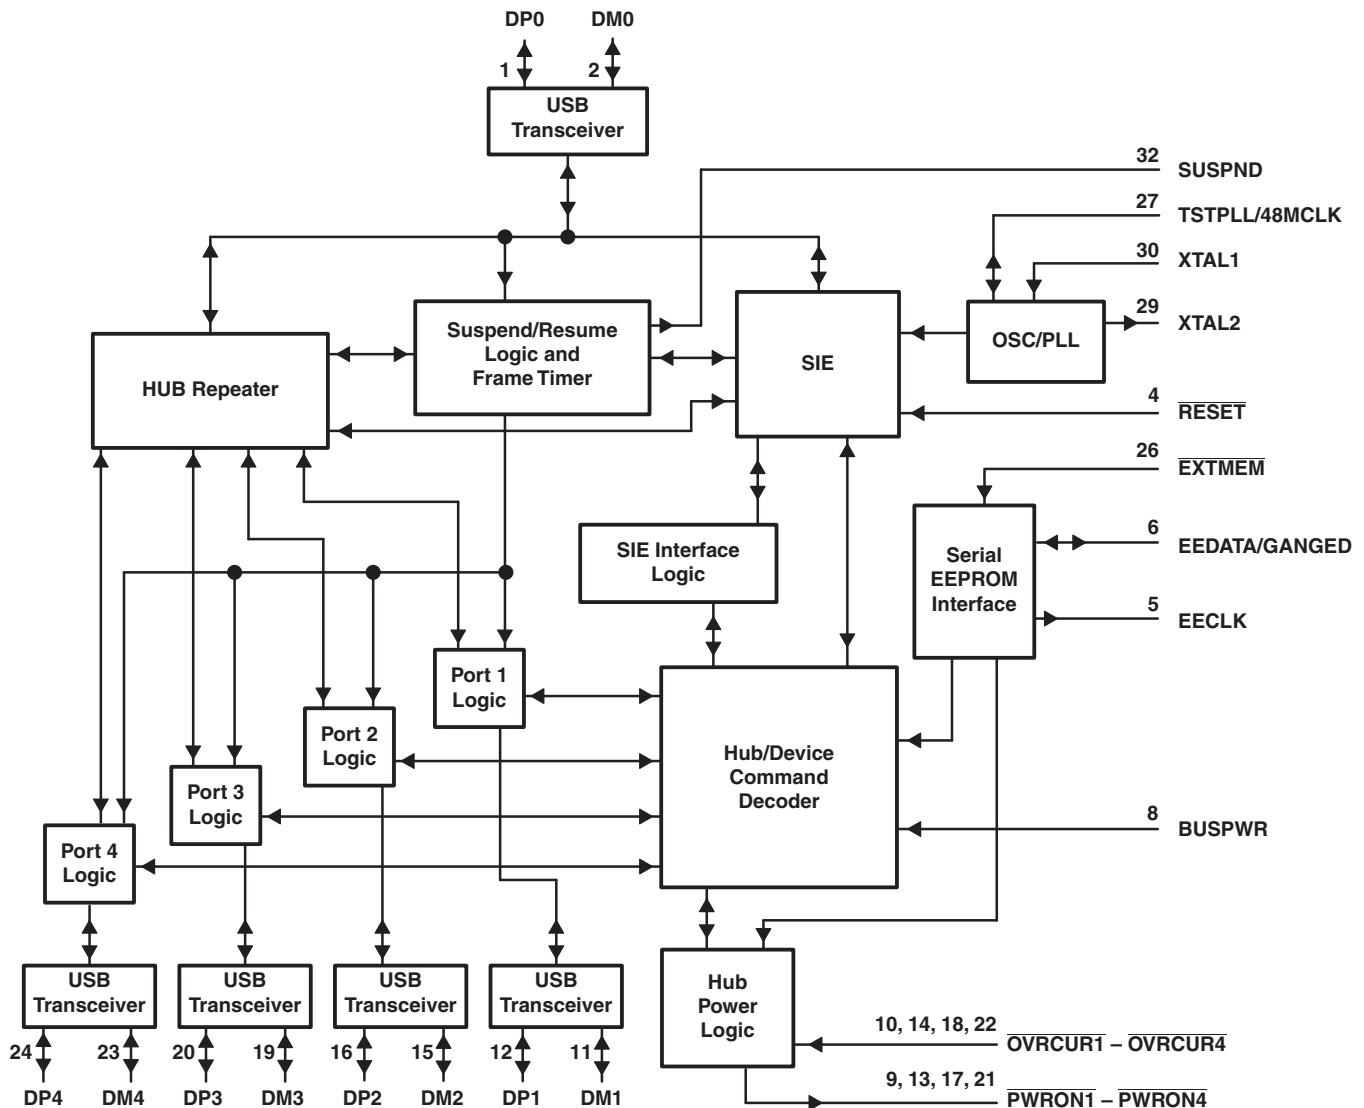 DP0 DM0
1 2
USB
Transceiver
32 SUSPND
27 TSTPLL/48MCLK
30 XTAL1
29 XTAL2
Suspend/Resume
Logic and
Frame Timer
SIE
OSC/PLL
HUB Repeater
4 RESET
26 EXTMEM
SIE Interface
Logic
Serial
EEPROM
Interface
6 EEDATA/GANGED
5 EECLK
Port 1
Logic
Port 2
Logic
Port 3
Logic
Port 4
Logic
Hub/Device
Command
Decoder
8 BUSPWR
USB
Transceiver
USB
Transceiver
USB
Transceiver
USB
Transceiver
Hub
Power
Logic
10, 14, 18, 22 OVRCUR1 – OVRCUR4
9, 13, 17, 21 PWRON1 – PWRON4
24 23 20 19 16 15 12 11
DP4 DM4 DP3 DM3 DP2 DM2 DP1 DM1